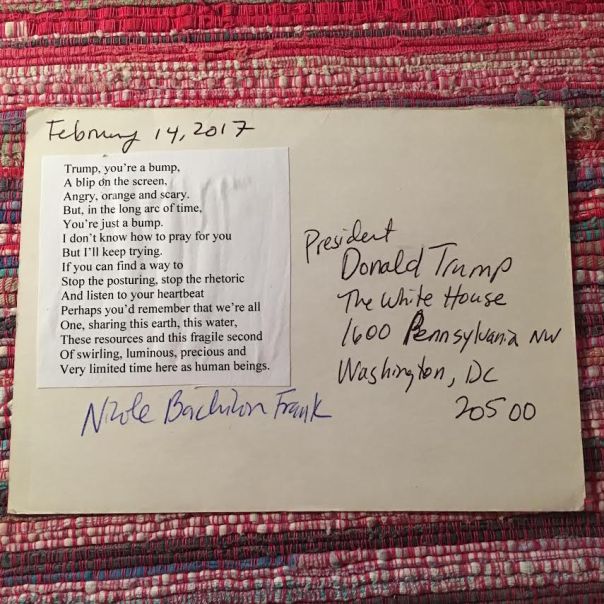 February 14, 2017
Trump, you're a bump,
A blip on the screen,
Angry, orange and scary.
But, in the long arc of time,
You're just a bump.
I don't know how to pray for you
But I'll keep trying.
If you can find a way to
Stop the posturing, stop the rhetoric
And listen to your heartbeat
Perhaps you'd remember that we're all
One, sharing this earth, this water,
These resources and this fragile second
Of swirling, luminous, precious and
Very limited time here as human beings.
Nicole Frank
President
Donald Trump
The White House
1600 Pennsylvania NW
Washington, DC
20500